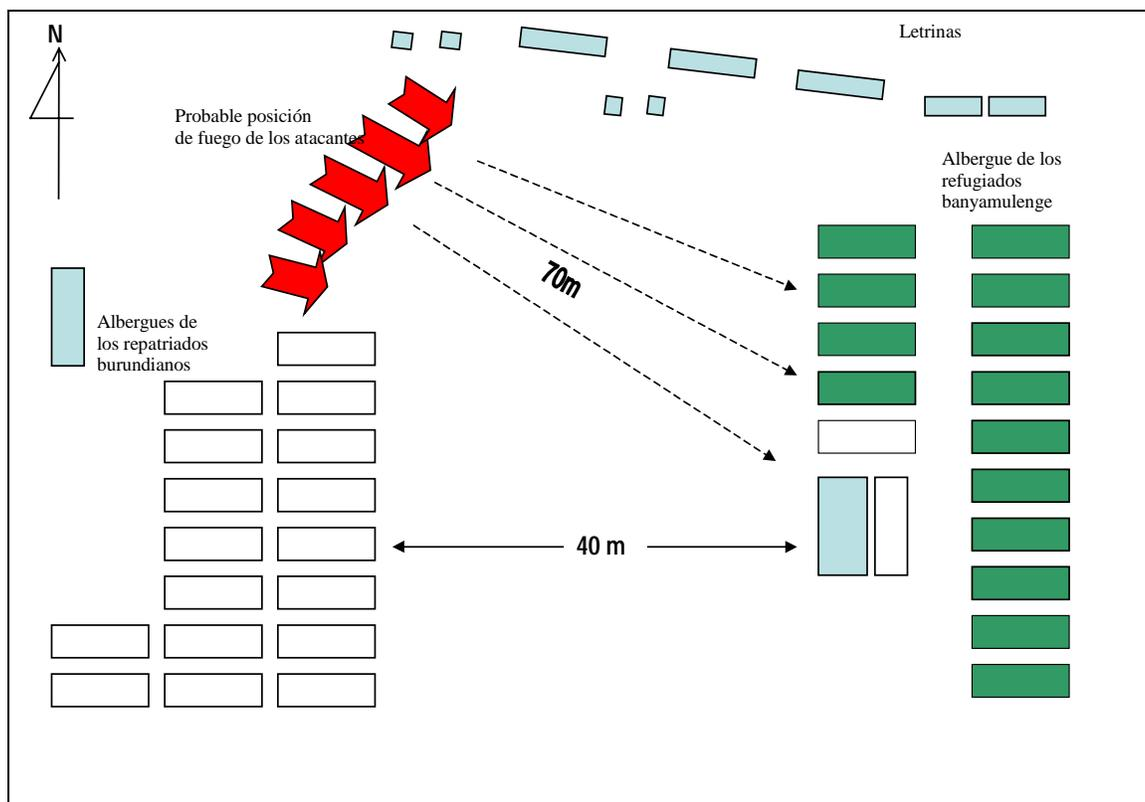 N
Letrinas
Probable posición
de fuego de los atacantes
Albergue de los
refugiados
banyamulenge
70m
Albergues de
los repatriados
burundianos
40 m